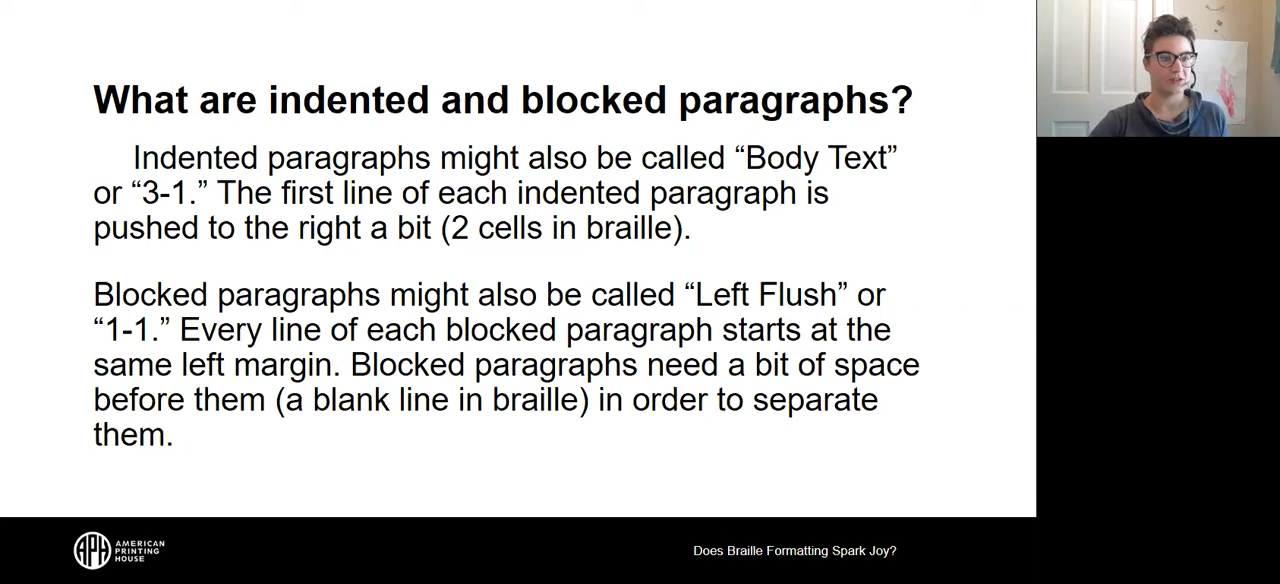 What are indented and blocked paragraphs?
Indented paragraphs might also be called “Body Text”
or “3-1.” The first line of each indented paragraph is
pushed to the right a bit (2 cells in braille).
Blocked paragraphs might also be called “Left Flush” or
“1-1.” Every line of each blocked paragraph starts at the
same left margin. Blocked paragraphs need a bit of space
before them (a blank line in braille) in order to separate
them.
APH
AMERICAN
PRINTING
HOUSE
Does Braille Formatting Spark Joy?